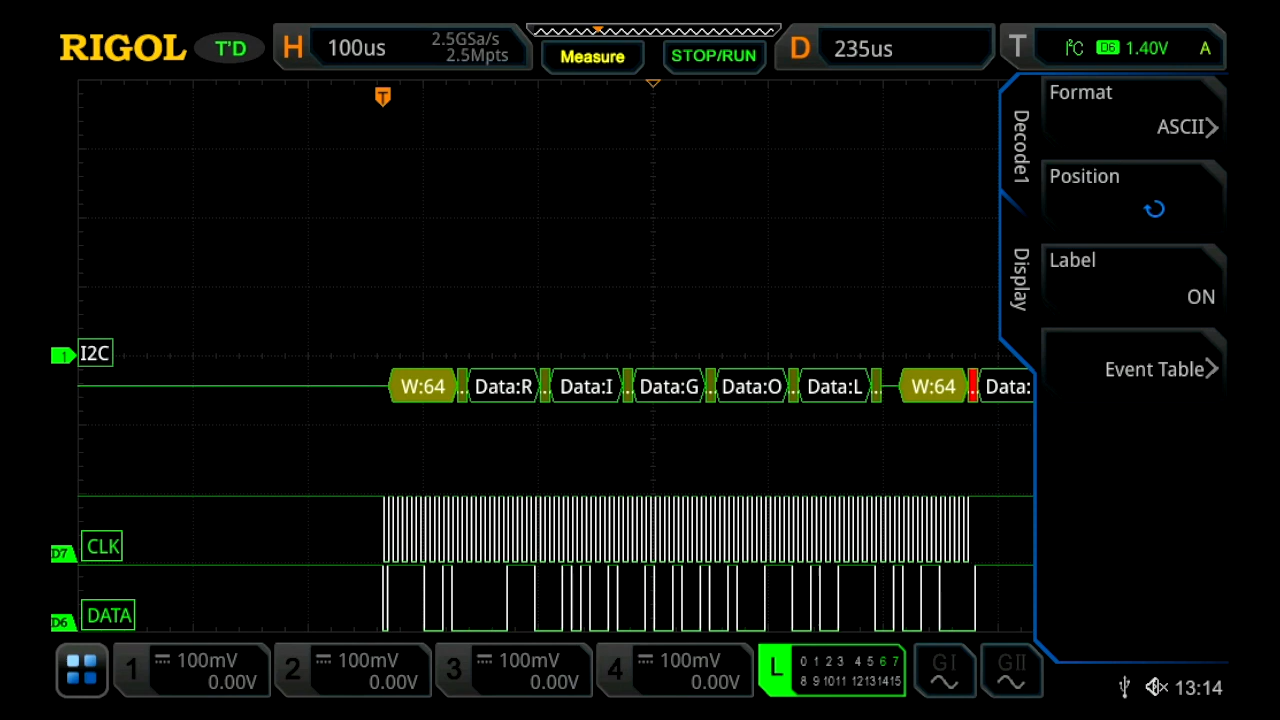 RIGOL T'D H 100us 2.5GSa/s Measure STOP/RUN D 235us T I²C D6 1.40V A
2.5Mpts
T
Decode1
Display
Format
ASCII
Position
Label
ON
Event Table
1 I2C
W:64 .. Data:R .. Data:I .. Data:G .. Data:O .. Data:L .. W:64 .. Data:
D7 CLK
D6 DATA
1 100mV 0.00V
2 100mV 0.00V
3 100mV 0.00V
4 100mV 0.00V
L 0 1 2 3 4 5 6 7
8 9 10 11 12 13 14 15
GI
GII
13:14